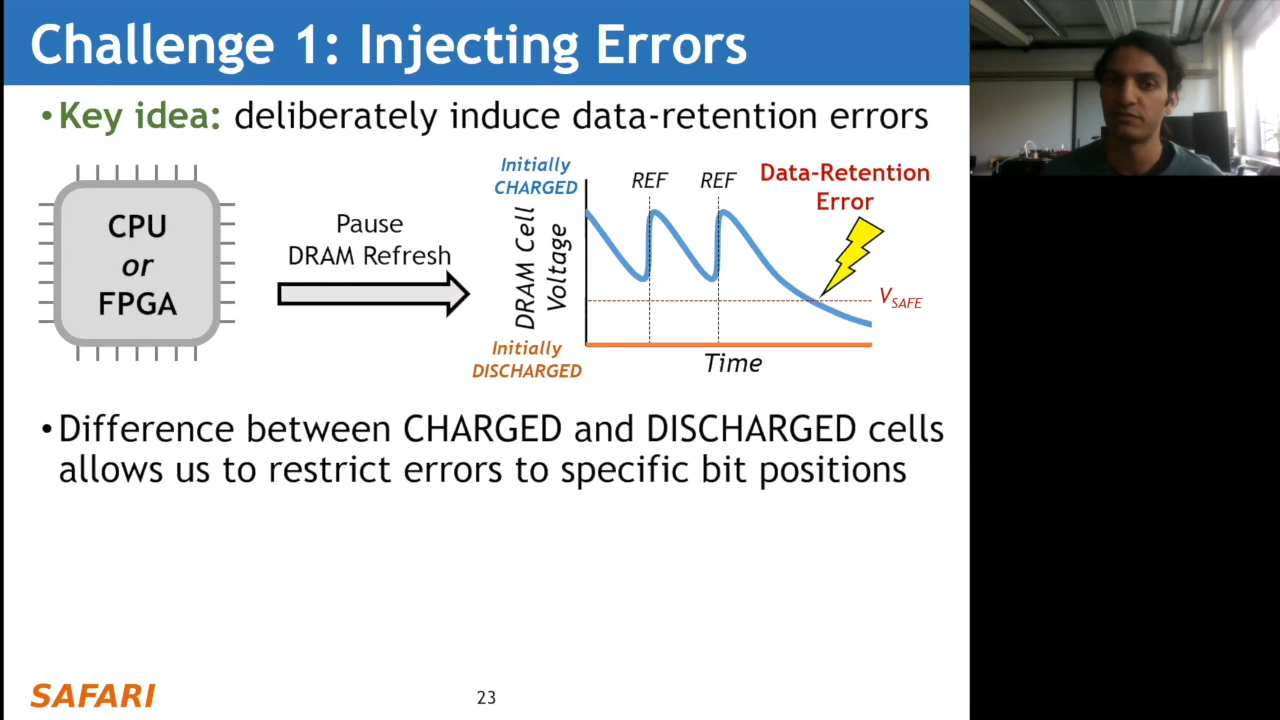 Challenge 1: Injecting Errors
•Key idea: deliberately induce data-retention errors
CPU
or
FPGA
Pause
DRAM Refresh
Initially
CHARGED
DRAM Cell
Voltage
Initially
DISCHARGED
REF
REF
Data-Retention
Error
VSAFE
Time
•Difference between CHARGED and DISCHARGED cells
allows us to restrict errors to specific bit positions
SAFARI
23